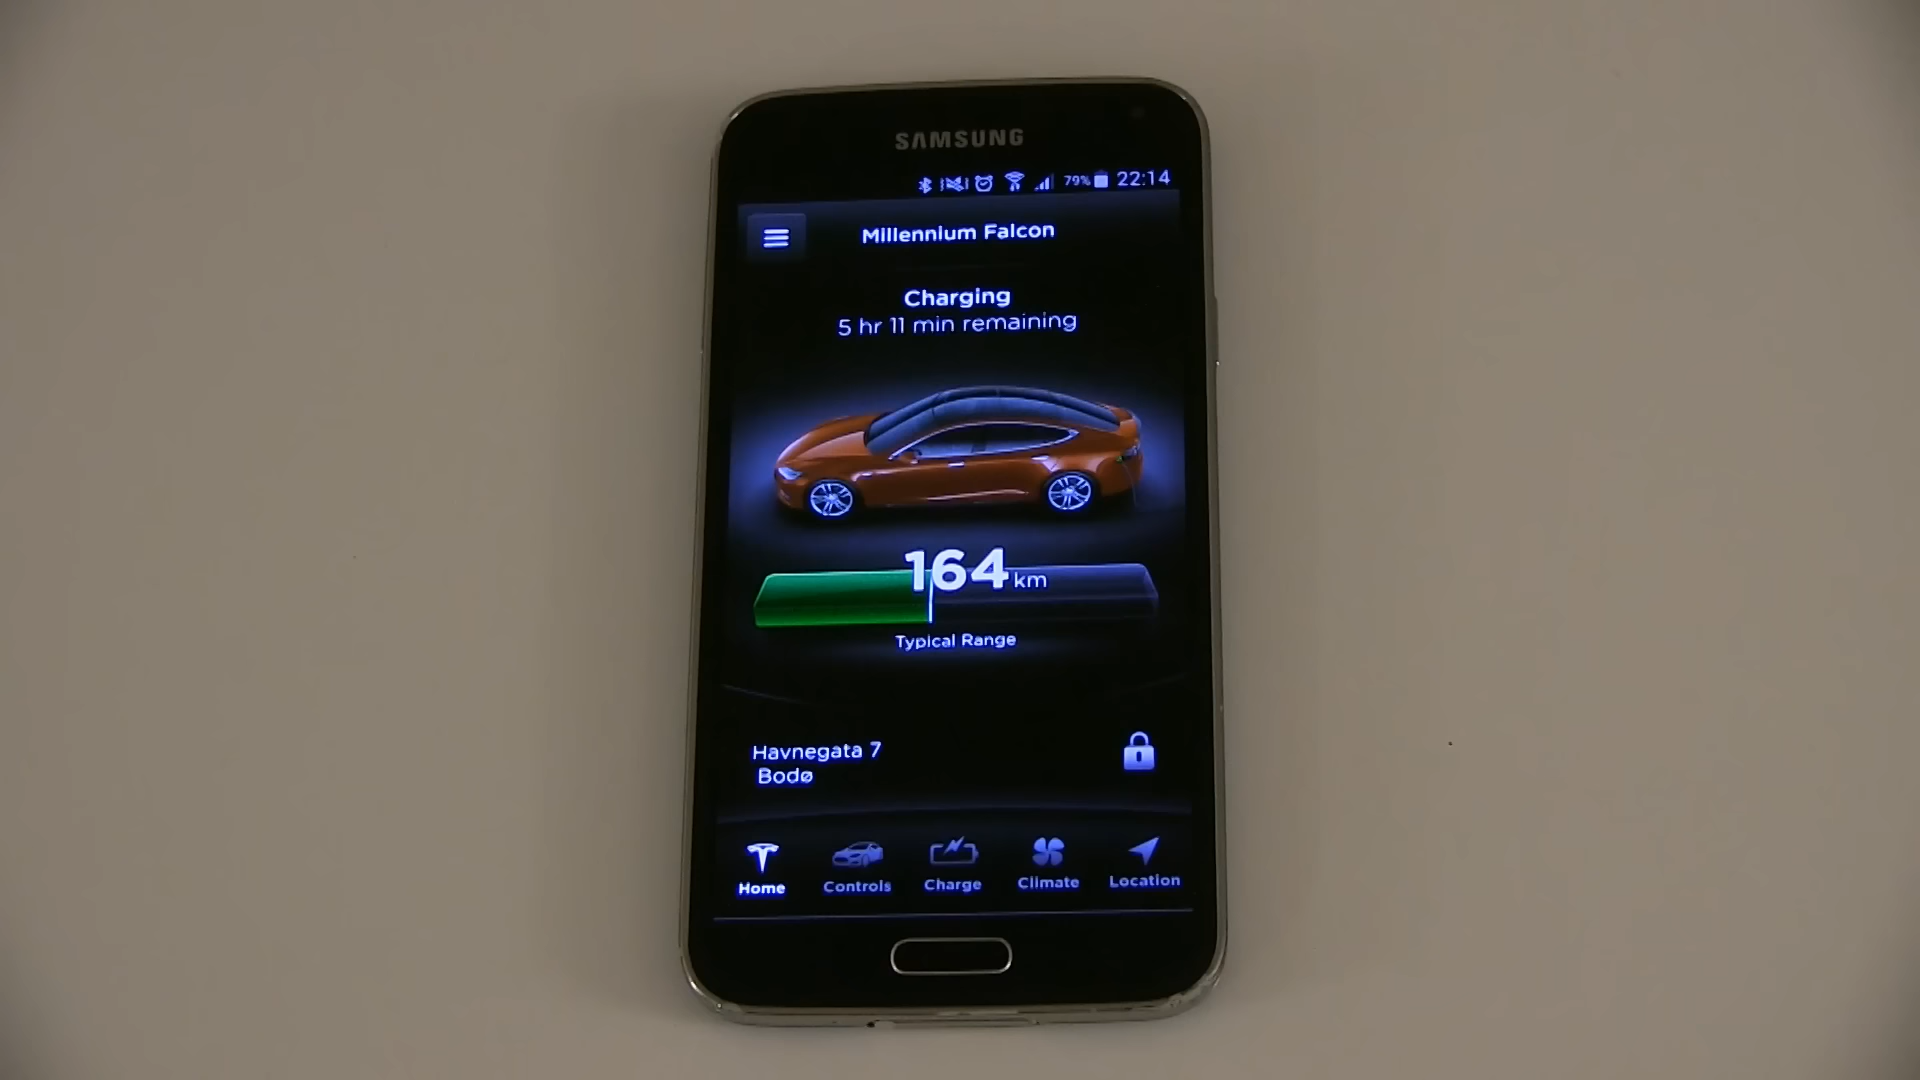 SAMSUNG
79% 22:14
Millennium Falcon
Charging
5 hr 11 min remaining
164 km
Typical Range
Havnegata 7
Bodø
Home Controls Charge Climate Location